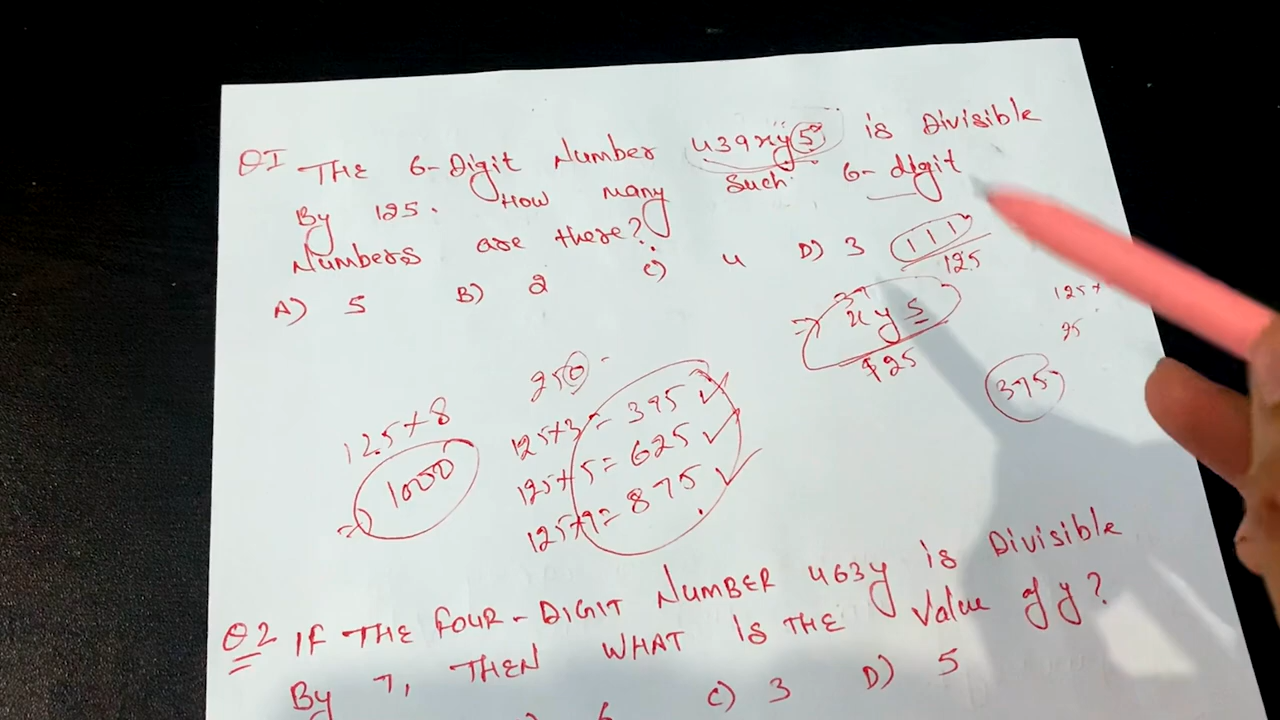 Q1 THE 6-Digit Number 439xy5 is Divisible
By 125. How many such 6-digit
Numbers are there?
A) 5 B) 2 C) 4 D) 3
111
125
xy5
125
125+
25
375
250
125+8
1000
125+3= 375 ✓
125+5= 625 ✓
125+7= 875 ✓
Q2 IF THE FOUR-DIGIT NUMBER 463y is Divisible
By 7, THEN WHAT IS THE value of y?
C) 3 D) 5